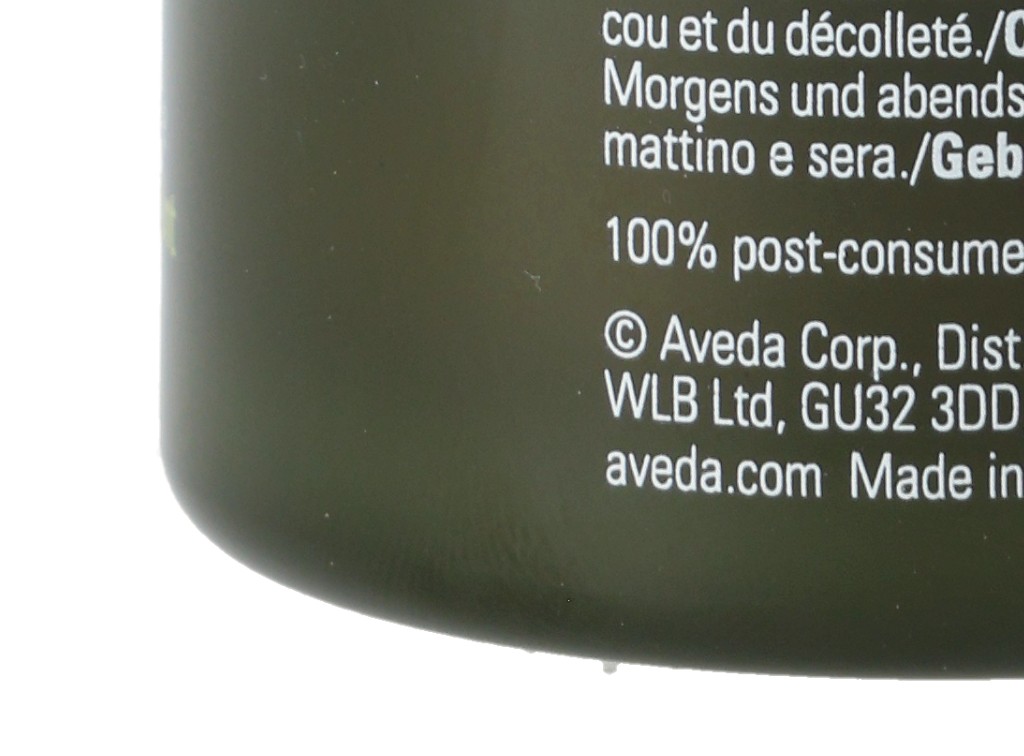 cou et du décolleté./
Morgens und abends
mattino e sera./Geb
100% post-consume
© Aveda Corp., Dist
WLB Ltd, GU32 3DD
aveda.com Made in